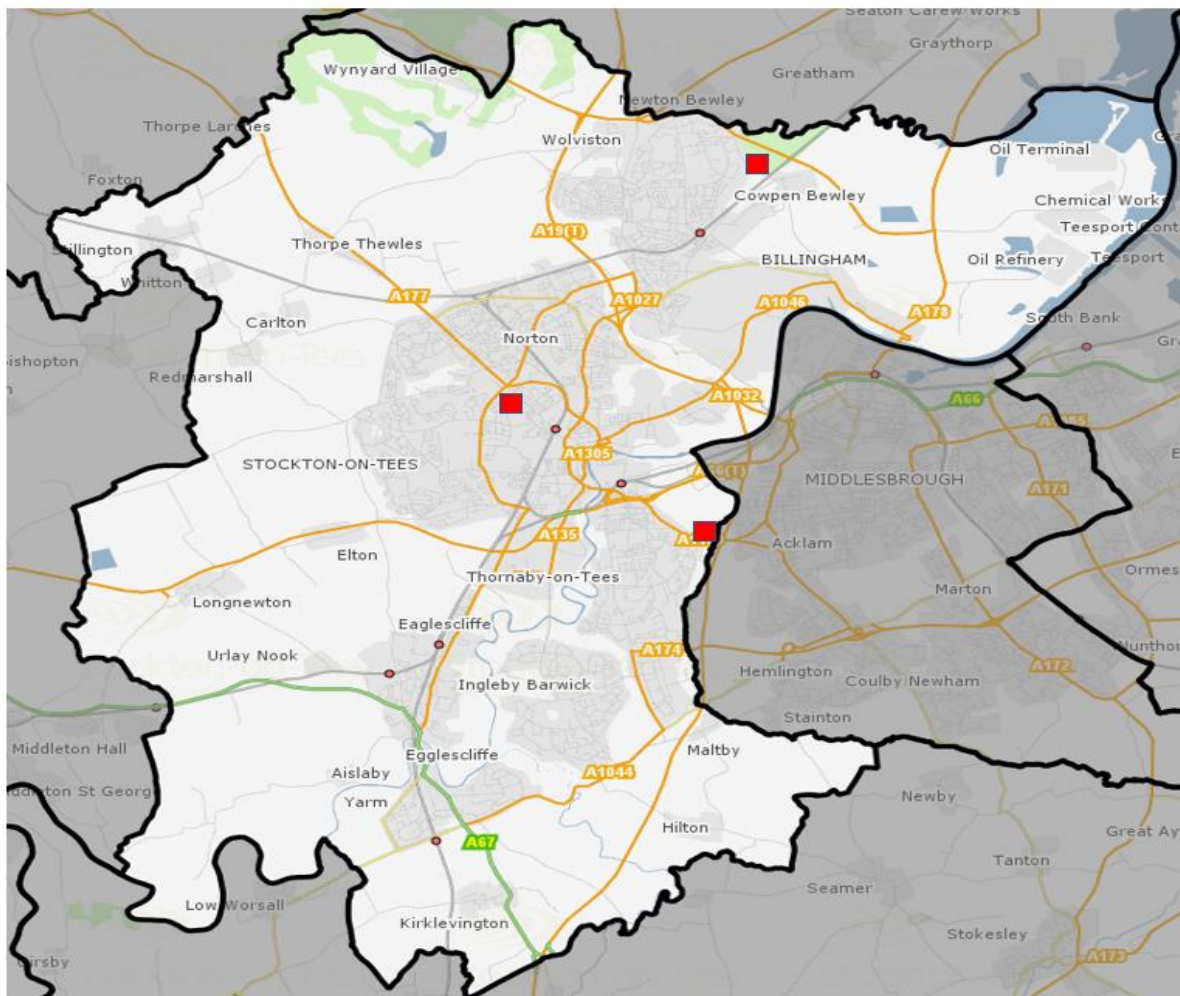 Seaton Carew Works
Graythorp
Greatham
Wynyard Village
Newton Bewley
Thorpe Larches
Wolviston
Oil Terminal
Foxton
Cowpen Bewley
Chemical Works
A19(T)
Thorpe Thewles
Stillington
BILLINGHAM
Oil Refinery
Teesport
Whitton
A177
A1027
A1046
A178
South Bank
Carlton
Norton
Redmarshall
A1032
A66
A1305
STOCKTON-ON-TEES
MIDDLESBROUGH
A171
A135
Acklam
Elton
Thornaby-on-Tees
Marton
Longnewton
Eaglescliffe
A174
Urlay Nook
Ingleby Barwick
Hemlington
A172
Coulby Newham
Stainton
Middleton Hall
Maltby
Egglescliffe
Aislaby
A1044
Yarm
Newby
Hilton
A67
Tanton
Seamer
Low Worsall
Kirklevington
Stokesley
A173